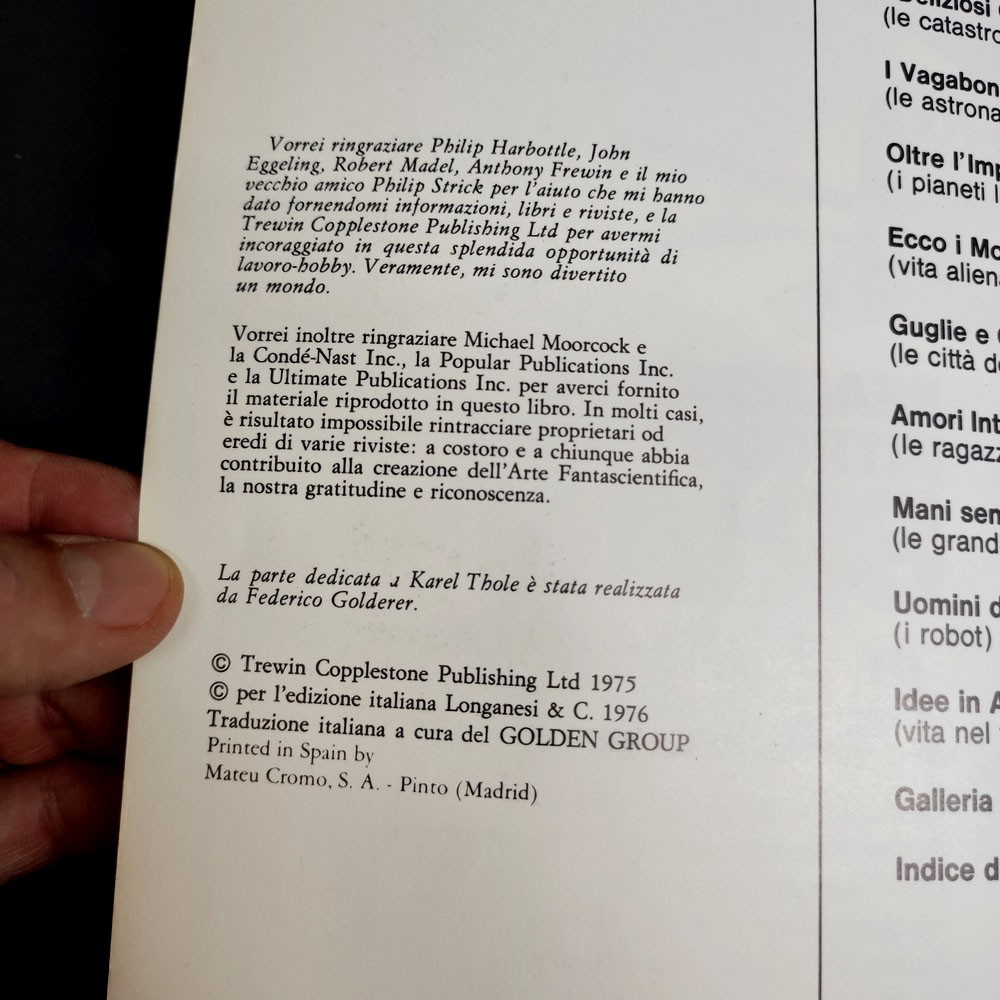 Vorrei ringraziare Philip Harbottle, John
Eggeling, Robert Madel, Anthony Frewin e il mio
vecchio amico Philip Strick per l'aiuto che mi hanno
dato fornendomi informazioni, libri e riviste, e la
Trewin Copplestone Publishing Ltd per avermi
incoraggiato in questa splendida opportunità di
lavoro-hobby. Veramente, mi sono divertito
un mondo.
Vorrei inoltre ringraziare Michael Moorcock e
la Condé-Nast Inc., la Popular Publications Inc.
e la Ultimate Publications Inc. per averci fornito
il materiale riprodotto in questo libro. In molti casi,
è risultato impossibile rintracciare proprietari od
eredi di varie riviste: a costoro e a chiunque abbia
contribuito alla creazione dell'Arte Fantascientifica,
la nostra gratitudine e riconoscenza.
La parte dedicata a Karel Thole è stata realizzata
da Federico Golderer.
© Trewin Copplestone Publishing Ltd 1975
© per l'edizione italiana Longanesi & C. 1976
Traduzione italiana a cura del GOLDEN GROUP
Printed in Spain by
Mateu Cromo, S. A. - Pinto (Madrid)
(le catastro
I Vagabon
(le astrona
Oltre l'Imp
(i pianeti
Ecco i Mo
(vita alien
Guglie e
(le città d
Amori Int
(le ragazz
Mani sen
(le grand
Uomini d
(i robot)
Idee in A
(vita nel
Galleria
Indice d